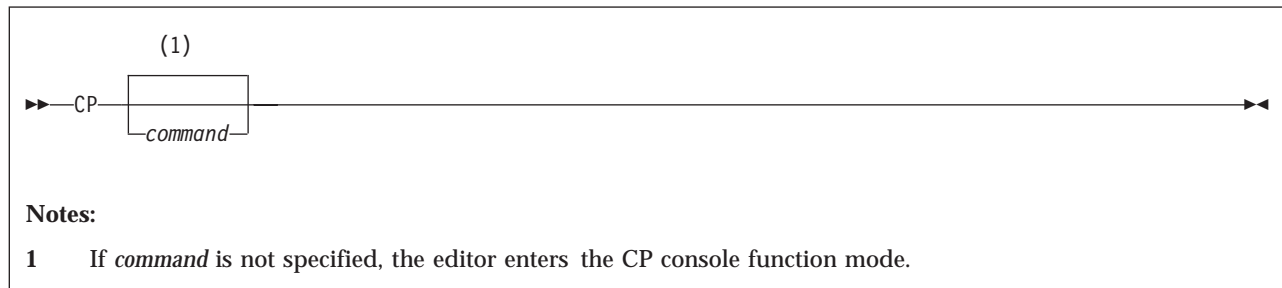 (1)
►►—CP—
command
►◄
Notes:
1 If command is not specified, the editor enters the CP console function mode.